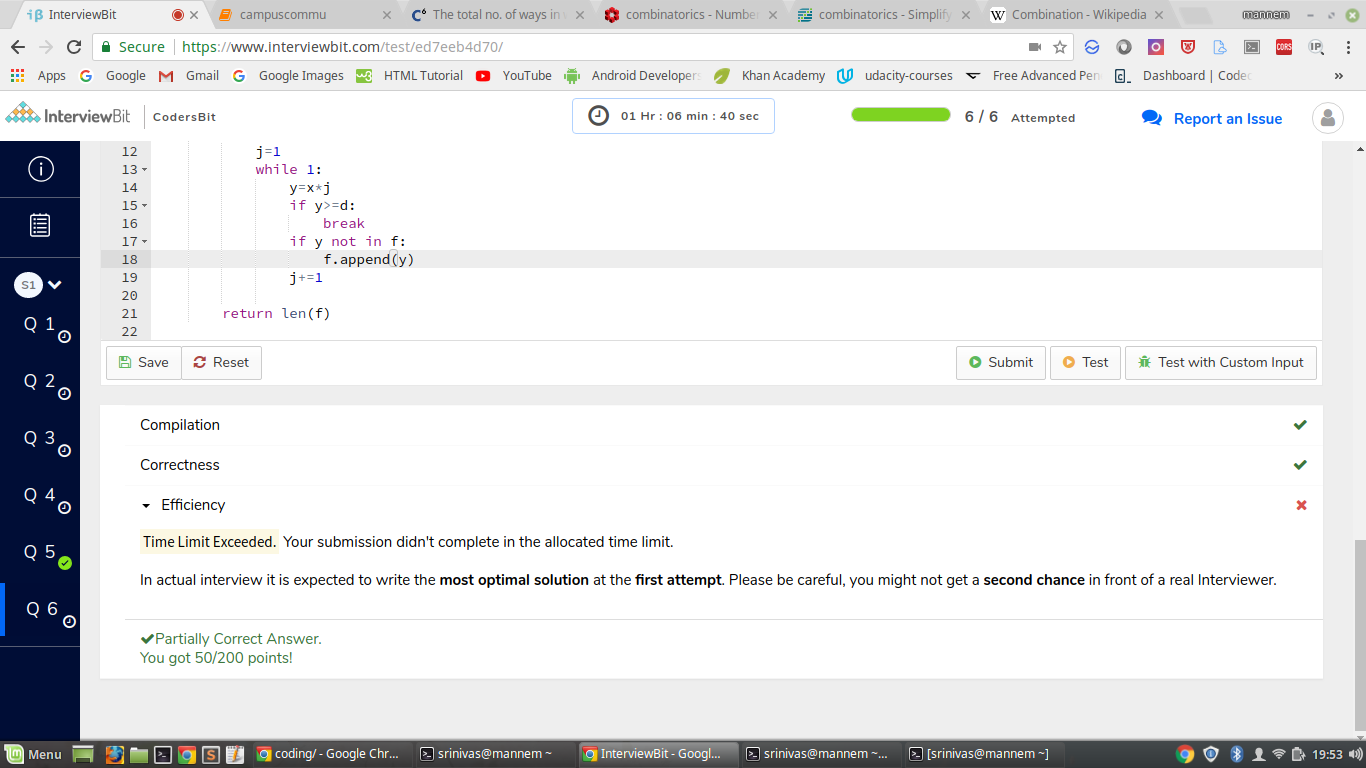 InterviewBit
campuscommu
The total no. of ways in
combinatorics - Numbe
combinatorics - Simplify
Combination - Wikipedia
mannem
Secure
https://www.interviewbit.com/test/ed7eeb4d70/
Apps
Google
Gmail
Google Images
HTML Tutorial
YouTube
Android Developers
Khan Academy
udacity-courses
Free Advanced Pen
Dashboard | Codec
»
InterviewBit
CodersBit
01 Hr : 06 min : 40 sec
6 / 6 Attempted
Report an Issue
S1
Q 1
Q 2
Q 3
Q 4
Q 5
Q 6
12 j=1
13 while 1:
14 y=x*j
15 if y>=d:
16 break
17 if y not in f:
18 f.append(y)
19 j+=1
20
21 return len(f)
22
Save
Reset
Submit
Test
Test with Custom Input
Compilation
Correctness
Efficiency
Time Limit Exceeded. Your submission didn't complete in the allocated time limit.
In actual interview it is expected to write the most optimal solution at the first attempt. Please be careful, you might not get a second chance in front of a real Interviewer.
Partially Correct Answer.
You got 50/200 points!
Menu
coding/ - Google Chr...
srinivas@mannem ~
InterviewBit - Googl...
srinivas@mannem ~...
[srinivas@mannem ~]
19:53